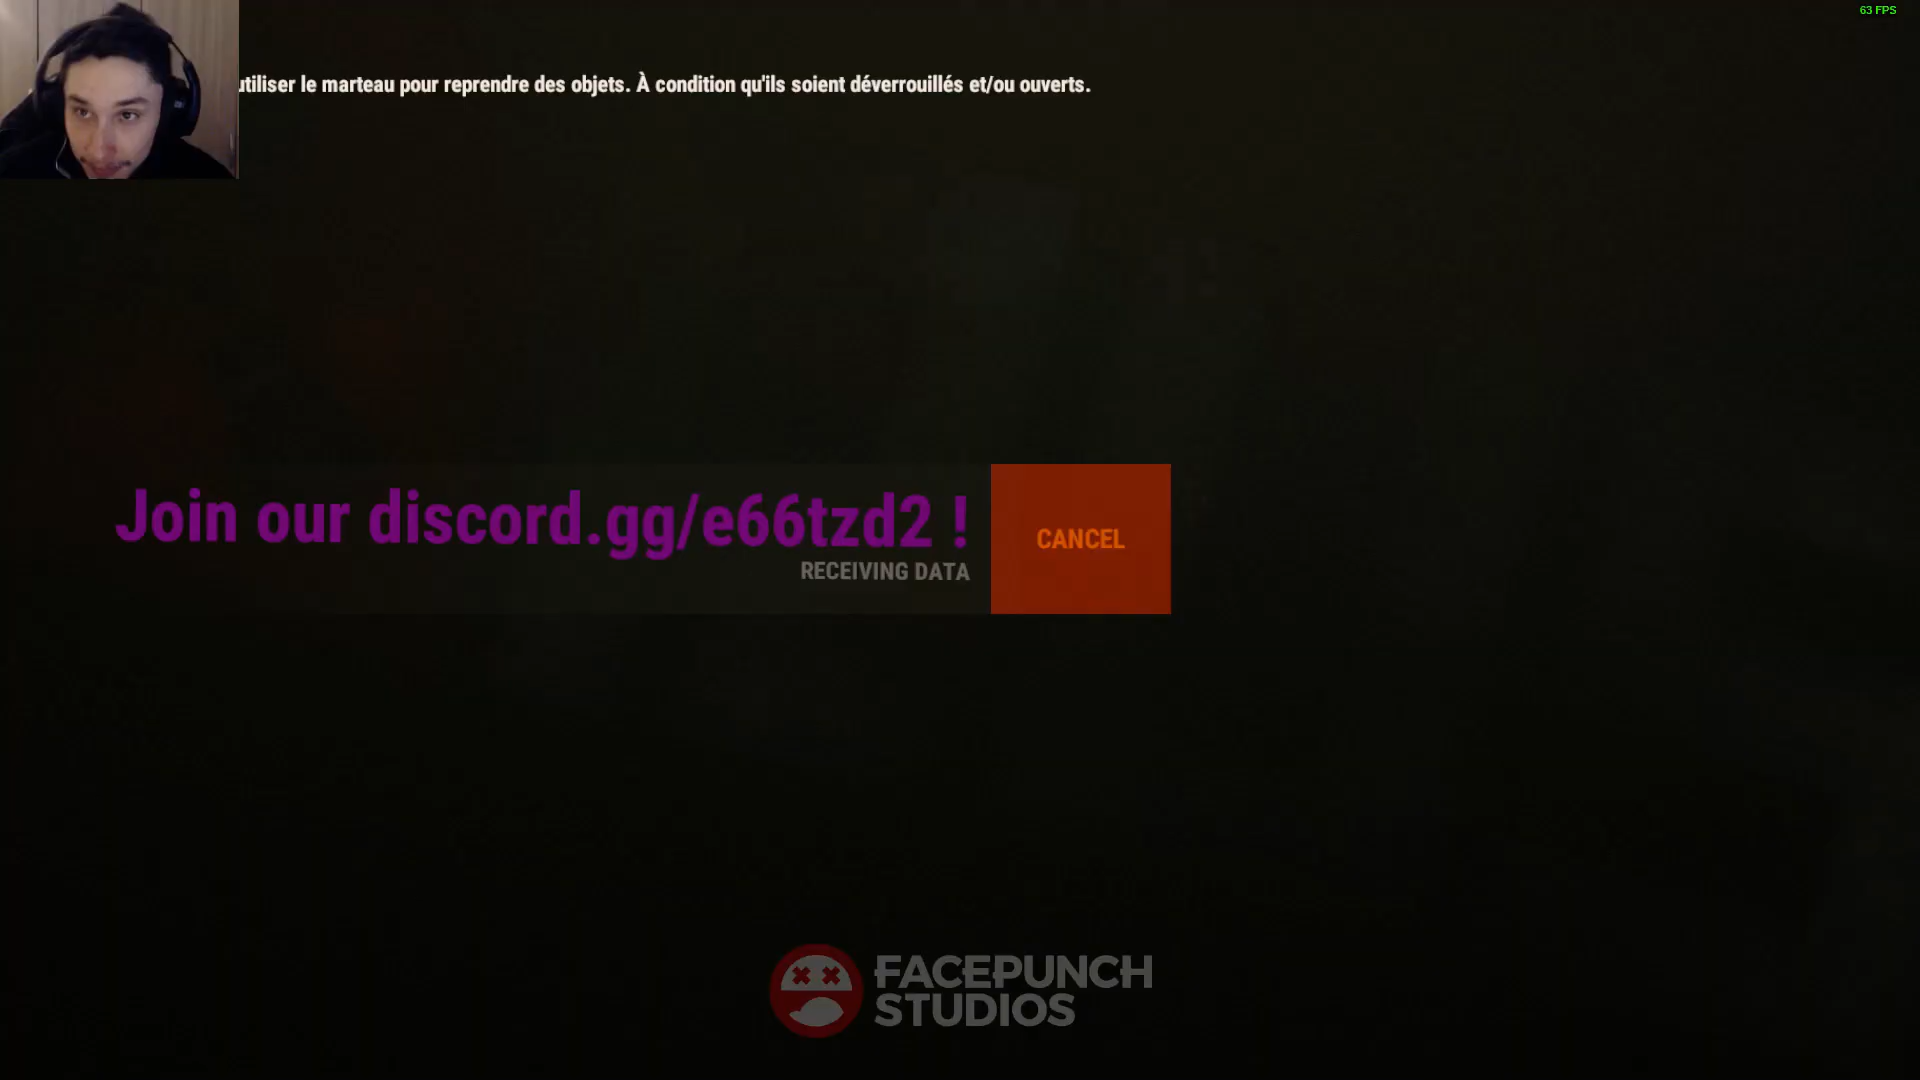 63 FPS
utiliser le marteau pour reprendre des objets. À condition qu'ils soient déverrouillés et/ou ouverts.
Join our discord.gg/e66tzd2 !
RECEIVING DATA
CANCEL
FACEPUNCH
STUDIOS